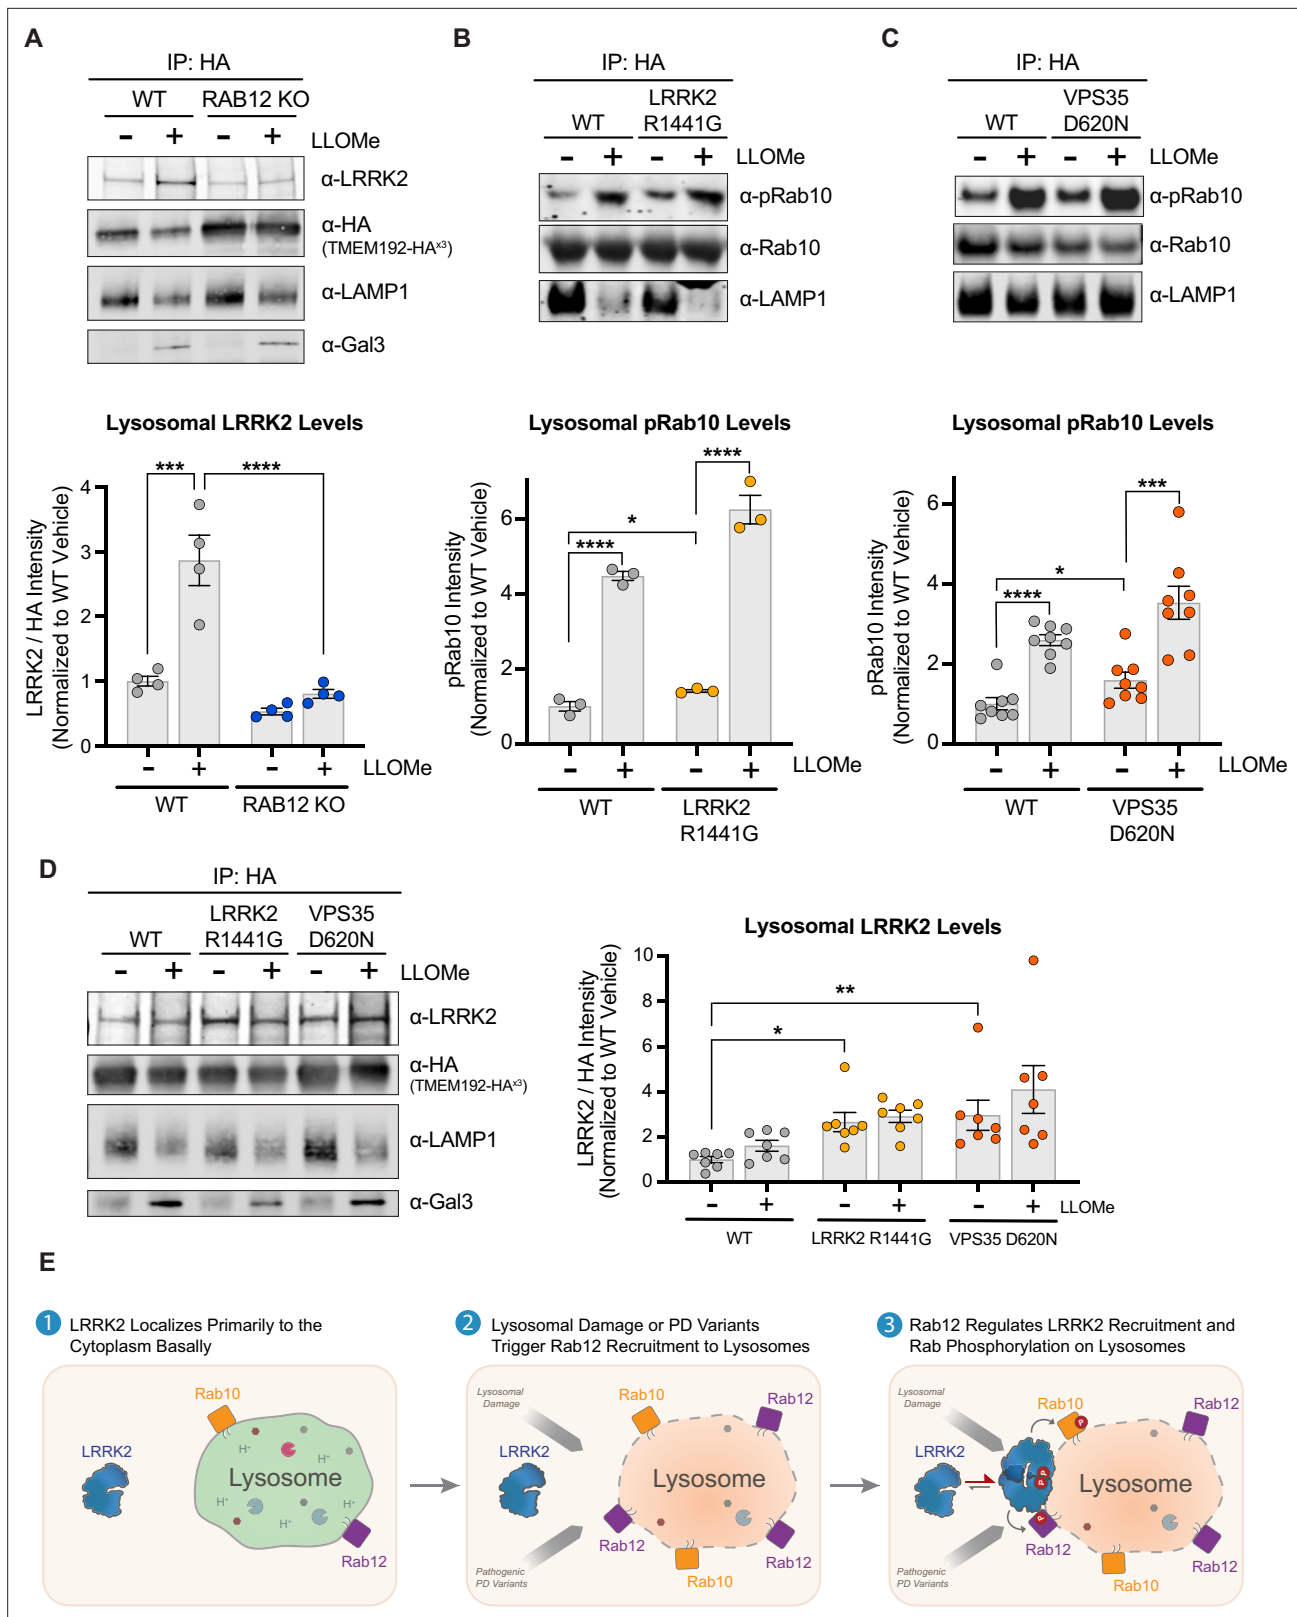 A
IP: HA
WT RAB12 KO
- + - + LLOMe
α-LRRK2
α-HA
(TMEM192-HAx3)
α-LAMP1
α-Gal3
Lysosomal LRRK2 Levels
LRRK2 / HA Intensity
(Normalized to WT Vehicle)
4
3
2
1
0
*** ****
- + - + LLOMe
WT RAB12 KO
B
IP: HA
LRRK2
WT R1441G
- + - + LLOMe
α-pRab10
α-Rab10
α-LAMP1
Lysosomal pRab10 Levels
pRab10 Intensity
(Normalized to WT Vehicle)
6
4
2
0
**** * ****
- + - + LLOMe
WT LRRK2
R1441G
C
IP: HA
VPS35
WT D620N
- + - + LLOMe
α-pRab10
α-Rab10
α-LAMP1
Lysosomal pRab10 Levels
pRab10 Intensity
(Normalized to WT Vehicle)
6
4
2
0
**** * ***
- + - + LLOMe
WT VPS35
D620N
D
IP: HA
LRRK2 VPS35
WT R1441G D620N
- + - + - + LLOMe
α-LRRK2
α-HA
(TMEM192-HAx3)
α-LAMP1
α-Gal3
Lysosomal LRRK2 Levels
LRRK2 / HA Intensity
(Normalized to WT Vehicle)
10
8
6
4
2
0
* **
- + - + - + LLOMe
WT LRRK2 R1441G VPS35 D620N
E
1 LRRK2 Localizes Primarily to the
Cytoplasm Basally
Rab10
LRRK2
H+ H+
Lysosome
H+ H+
H+
Rab12
2 Lysosomal Damage or PD Variants
Trigger Rab12 Recruitment to Lysosomes
Lysosomal
Damage
Rab10 Rab12
LRRK2
Lysosome
Rab12 Rab12
Rab10
Pathogenic
PD Variants
3 Rab12 Regulates LRRK2 Recruitment and
Rab Phosphorylation on Lysosomes
Lysosomal
Damage
Rab10 Rab12
P
LRRK2
Lysosome
P
P
P
Rab12 Rab12
Rab10
Pathogenic
PD Variants